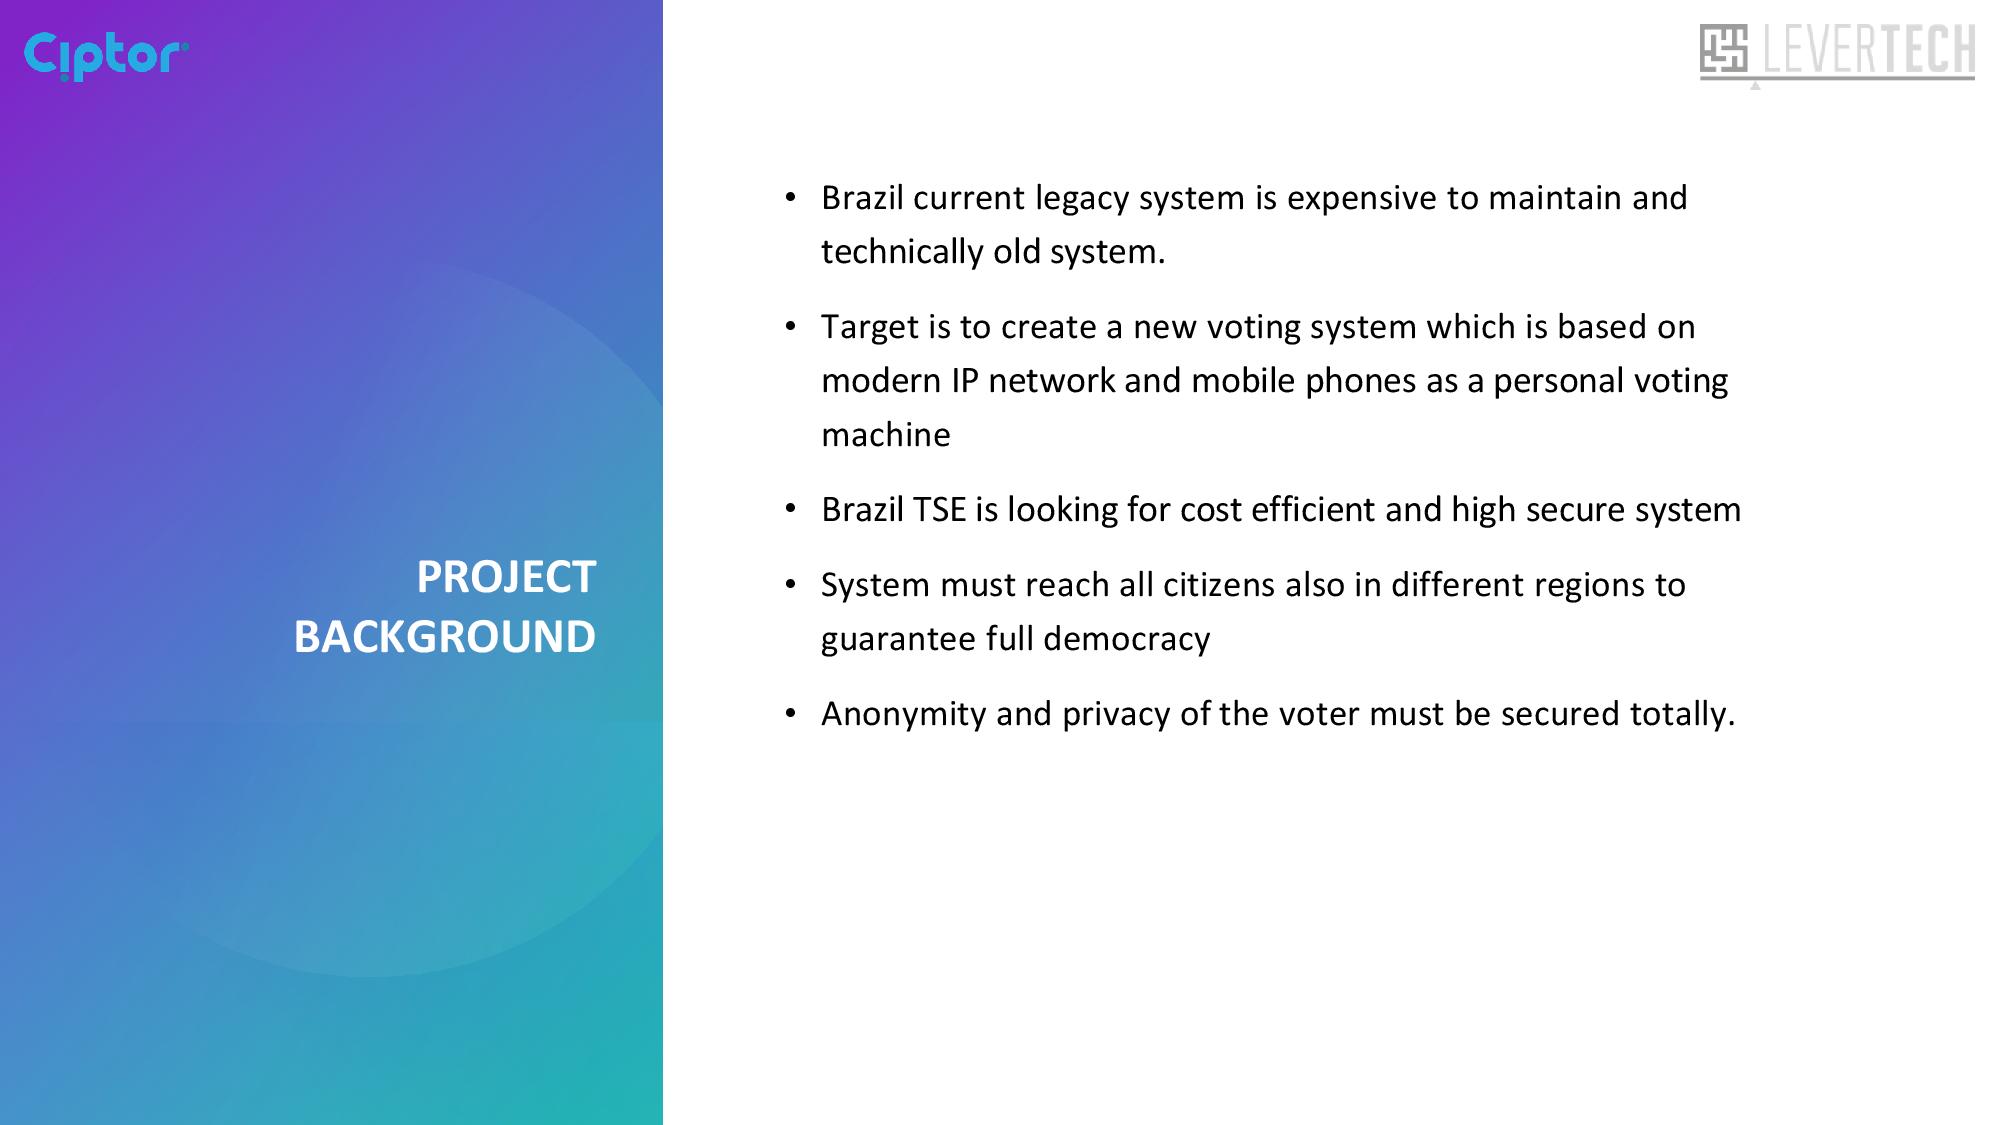 Ciptor
LEVERTECH
PROJECT
BACKGROUND
• Brazil current legacy system is expensive to maintain and
technically old system.
• Target is to create a new voting system which is based on
modern IP network and mobile phones as a personal voting
machine
• Brazil TSE is looking for cost efficient and high secure system
• System must reach all citizens also in different regions to
guarantee full democracy
• Anonymity and privacy of the voter must be secured totally.